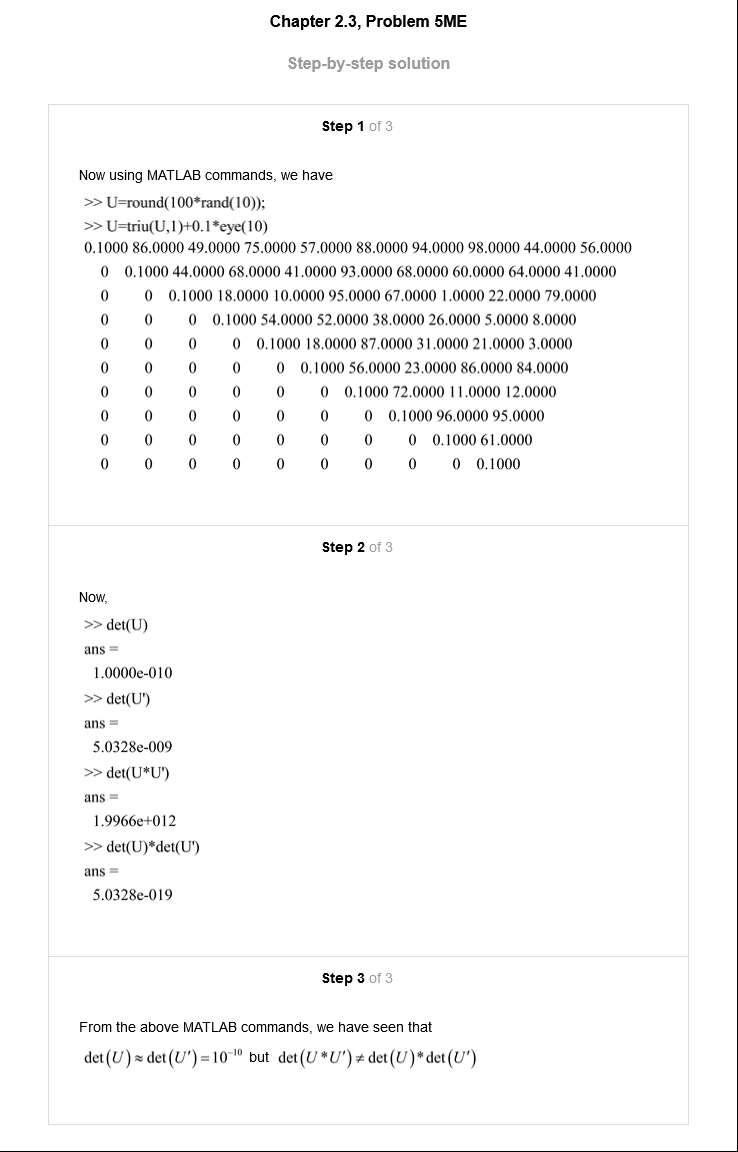 Chapter 2.3, Problem 5ME
Step-by-step solution
Step 1 of 3
Now using MATLAB commands, we have
>> U=round(100*rand(10));
>> U=triu(U,1)+0.1*eye(10)
0.1000 86.0000 49.0000 75.0000 57.0000 88.0000 94.0000 98.0000 44.0000 56.0000
0 0.1000 44.0000 68.0000 41.0000 93.0000 68.0000 60.0000 64.0000 41.0000
0 0 0.1000 18.0000 10.0000 95.0000 67.0000 1.0000 22.0000 79.0000
0 0 0 0.1000 54.0000 52.0000 38.0000 26.0000 5.0000 8.0000
0 0 0 0 0.1000 18.0000 87.0000 31.0000 21.0000 3.0000
0 0 0 0 0 0.1000 56.0000 23.0000 86.0000 84.0000
0 0 0 0 0 0 0.1000 72.0000 11.0000 12.0000
0 0 0 0 0 0 0 0.1000 96.0000 95.0000
0 0 0 0 0 0 0 0 0.1000 61.0000
0 0 0 0 0 0 0 0 0 0.1000
Step 2 of 3
Now,
>> det(U)
ans =
1.0000e-010
>> det(U')
ans =
5.0328e-009
>> det(U*U')
ans =
1.9966e+012
>> det(U)*det(U')
ans =
5.0328e-019
Step 3 of 3
From the above MATLAB commands, we have seen that
det(U)≈det(U')=10⁻¹⁰ but det(U*U')≠det(U)*det(U')